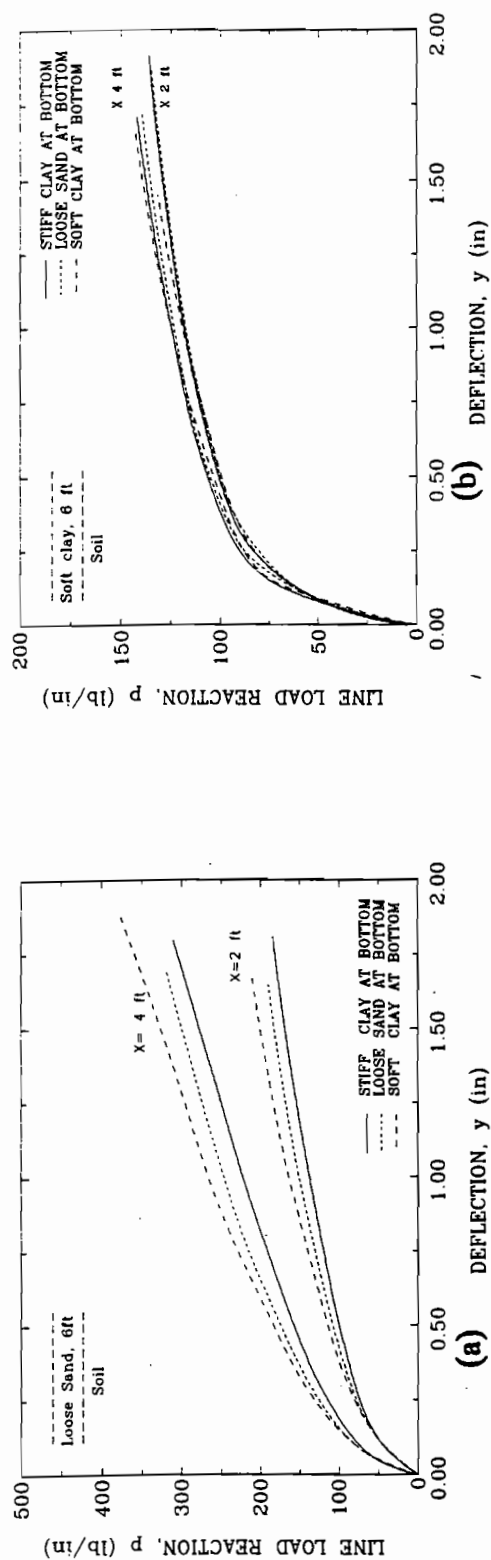 500
400
300
200
100
LINE LOAD REACTION, p (lb/in)
Loose Sand, 6ft
Soil
X= 4 ft
X=2 ft
STIFF CLAY AT BOTTOM
LOOSE SAND AT BOTTOM
SOFT CLAY AT BOTTOM
0.00
0.50
1.00
1.50
2.00
(a) DEFLECTION, y (in)
200
150
100
50
LINE LOAD REACTION, p (lb/in)
Soft clay, 6 ft
Soil
STIFF CLAY AT BOTTOM
LOOSE SAND AT BOTTOM
SOFT CLAY AT BOTTOM
X 4 ft
X 2 ft
0.00
0.50
1.00
1.50
2.00
(b) DEFLECTION, y (in)